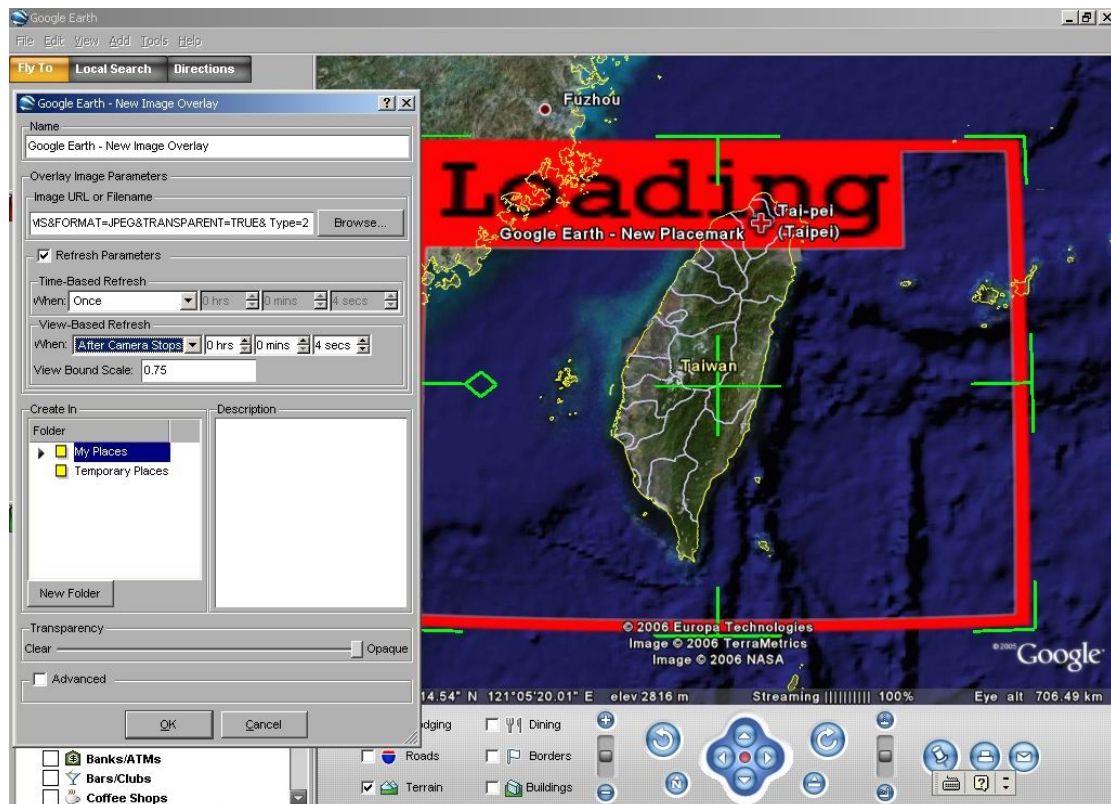 Google Earth
File Edit View Add Tools Help
Fly To Local Search Directions
Google Earth - New Image Overlay
Name
Google Earth - New Image Overlay
Overlay Image Parameters
Image URL or Filename
MS&FORMAT=JPEG&TRANSPARENT=TRUE& Type=2 Browse...
Refresh Parameters
Time-Based Refresh
When: Once 0 hrs 0 mins 4 secs
View-Based Refresh
When: After Camera Stops 0 hrs 0 mins 4 secs
View Bound Scale: 0.75
Create In
Folder
My Places
Temporary Places
New Folder
Description
Transparency
Clear Opaque
Advanced
OK Cancel
Banks/ATMs
Bars/Clubs
Coffee Shops
Fuzhou
Loading
Tai-pei
Google Earth - New Placemark (Taipei)
Taiwan
© 2006 Europa Technologies
Image © 2006 TerraMetrics
Image © 2006 NASA
© 2005 Google
14.54" N 121°05'20.01" E elev 2816 m Streaming |||||||||| 100% Eye alt 706.49 km
dging Dining
Roads Borders
Terrain Buildings
N